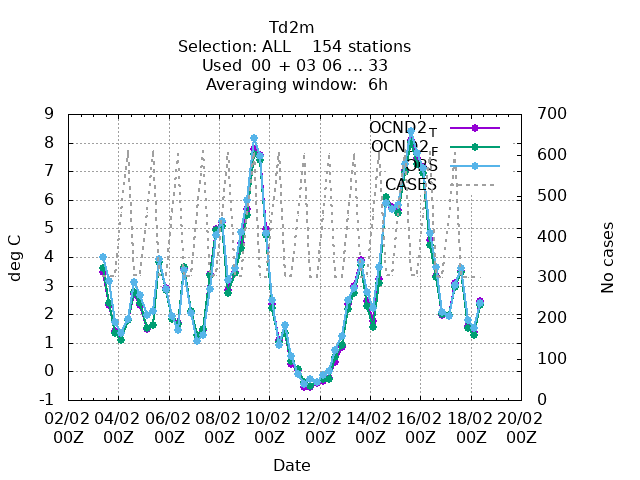 Td2m
Selection: ALL    154 stations
Used  00 + 03 06 ... 33
Averaging window:  6h
9 700
8 600
7 500
6 400
5 300
4 200
3 100
2 0
1
0
-1
OCND2T
OCND2F
OBS
CASES
deg C
No cases
02/02 04/02 06/02 08/02 10/02 12/02 14/02 16/02 18/02 20/02
00Z 00Z 00Z 00Z 00Z 00Z 00Z 00Z 00Z 00Z
Date